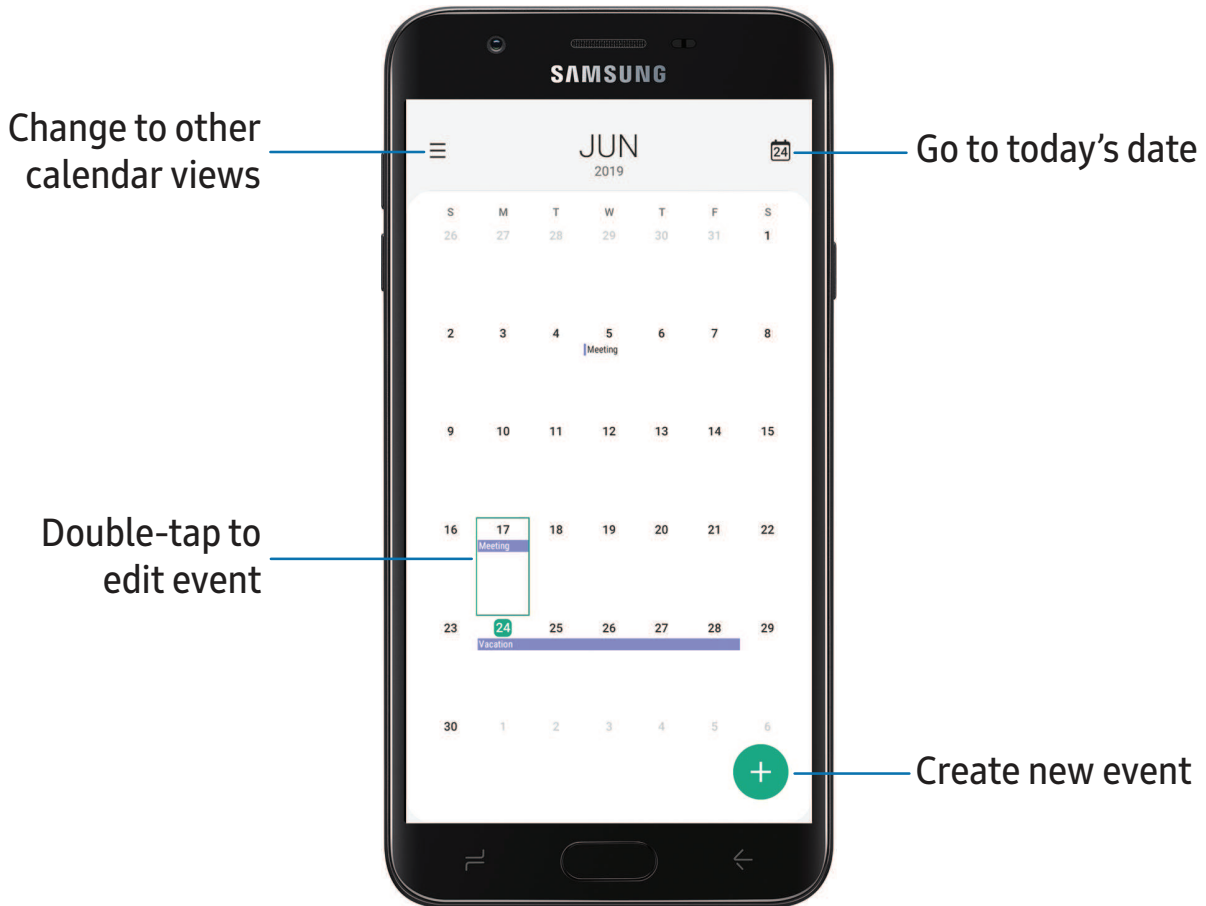 SAMSUNG
Change to other
calendar views
JUN
2019
24
Go to today's date
S M T W T F S
26 27 28 29 30 31 1
2 3 4 5 6 7 8
Meeting
9 10 11 12 13 14 15
16 17 18 19 20 21 22
Meeting
Double-tap to
edit event
23 24 25 26 27 28 29
Vacation
30 1 2 3 4 5 6
+
Create new event